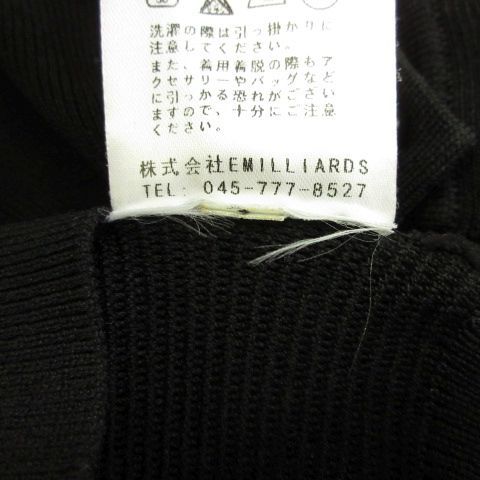 洗濯の際は引っ掛かりに
注意してください。
また、着用着脱の際もア
クセサリーやバッグなど
に引っかる恐れがござい
ますので、十分にご注意
ください。
株式会社EMILLIARDS
TEL: 045-777-8527